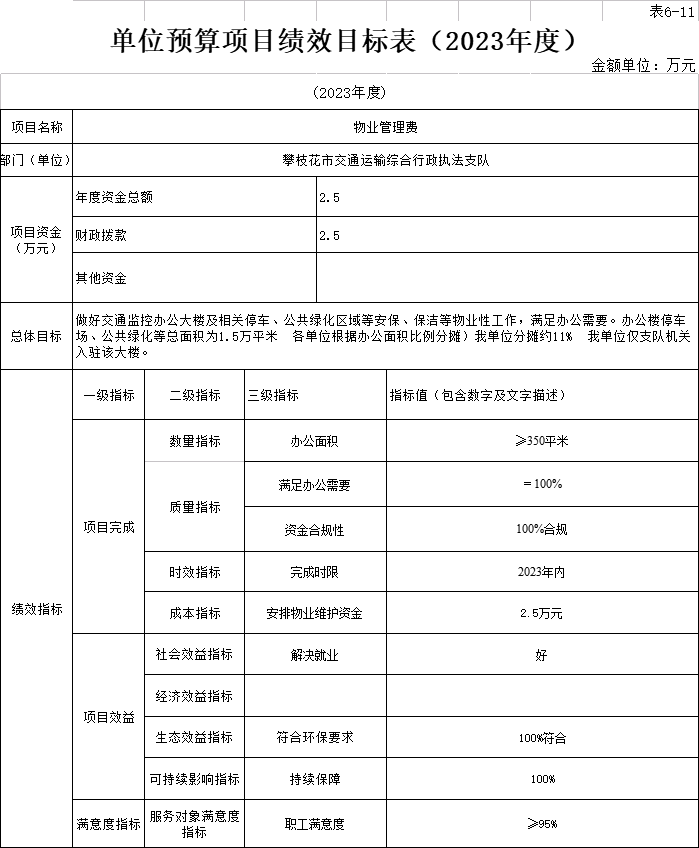 表6-11
单位预算项目绩效目标表（2023年度）
金额单位：万元
(2023年度)
项目名称 物业管理费
部门（单位） 攀枝花市交通运输综合行政执法支队
项目资金
（万元）
年度资金总额 2.5
财政拨款 2.5
其他资金
总体目标
做好交通监控办公大楼及相关停车、公共绿化区域等安保、保洁等物业性工作，满足办公需要。办公楼停车
场、公共绿化等总面积为1.5万平米 各单位根据办公面积比例分摊）我单位分摊约11% 我单位仅支队机关
入驻该大楼。
绩效指标
一级指标 二级指标 三级指标 指标值（包含数字及文字描述）
项目完成
数量指标 办公面积 ≥350平米
质量指标
满足办公需要 ＝100%
资金合规性 100%合规
时效指标 完成时限 2023年内
成本指标 安排物业维护资金 2.5万元
项目效益
社会效益指标 解决就业 好
经济效益指标
生态效益指标 符合环保要求 100%符合
可持续影响指标 持续保障 100%
满意度指标
服务对象满意度
指标
职工满意度 ≥95%